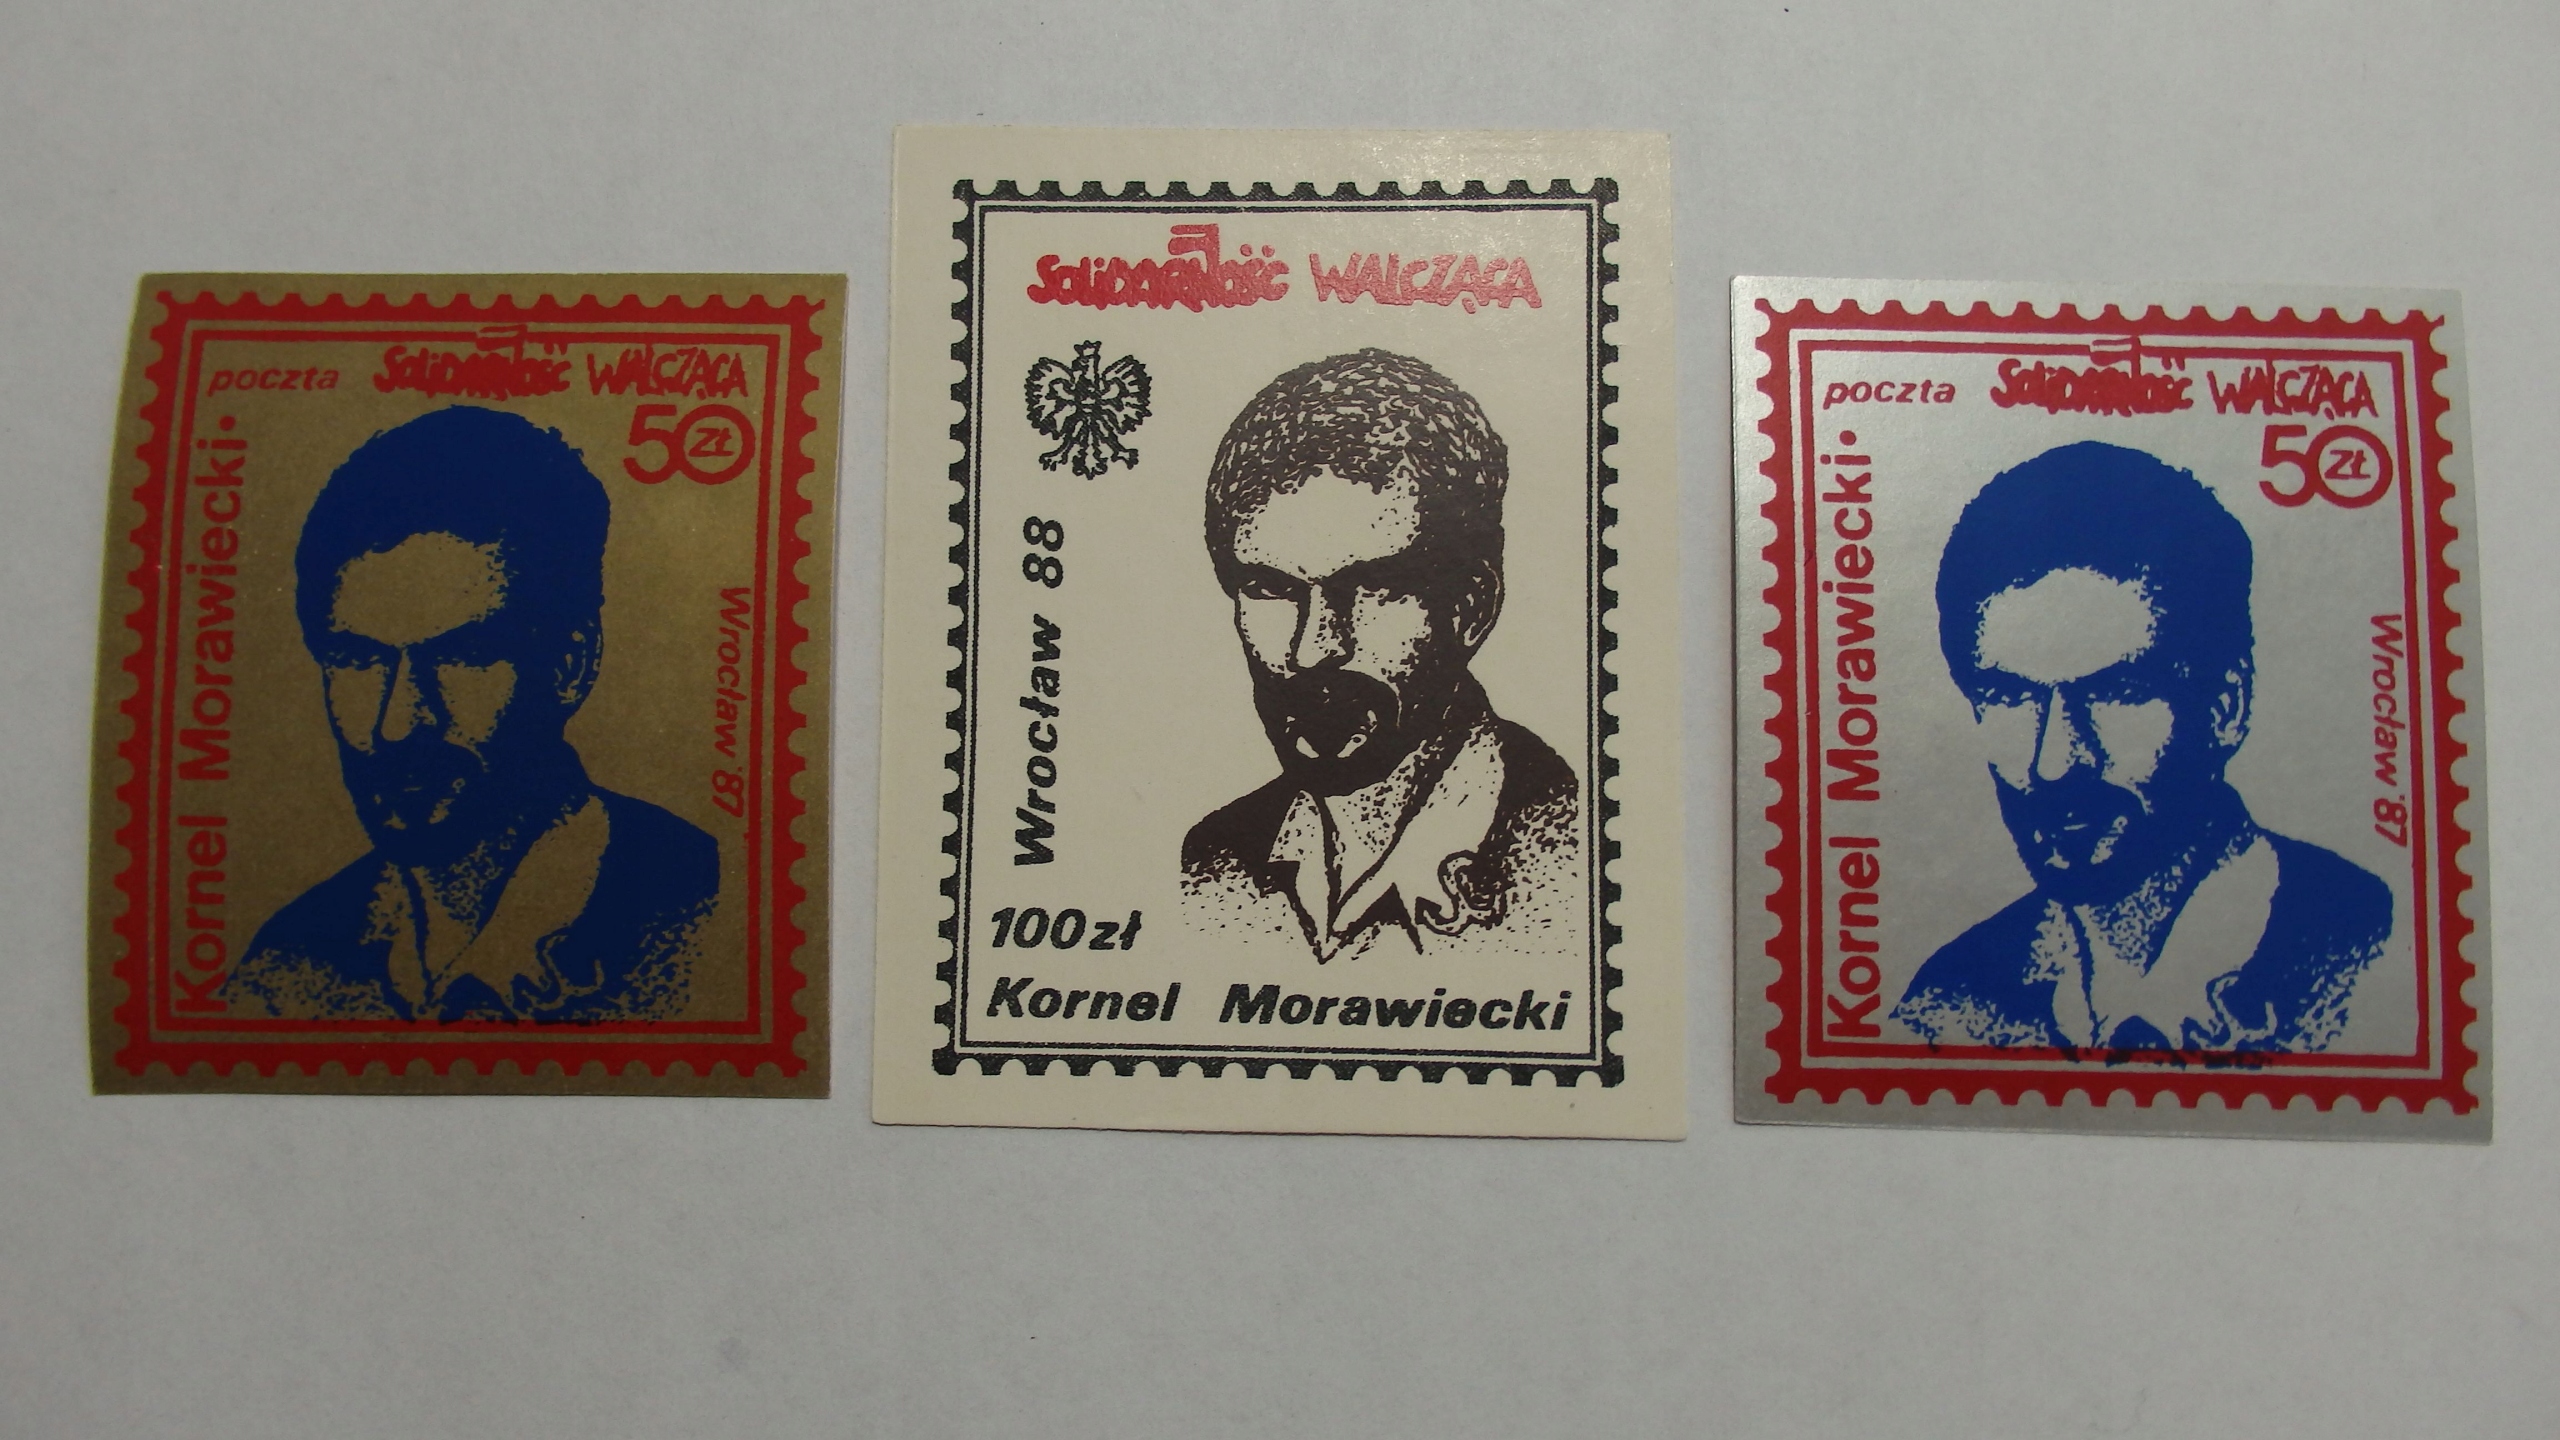 poczta Solidarność WALCZĄCA
50 zł
Kornel Morawiecki
Wrocław '87
Solidarność WALCZĄCA
Wrocław 88
100 zł
Kornel Morawiecki
poczta Solidarność WALCZĄCA
50 zł
Kornel Morawiecki
Wrocław '87